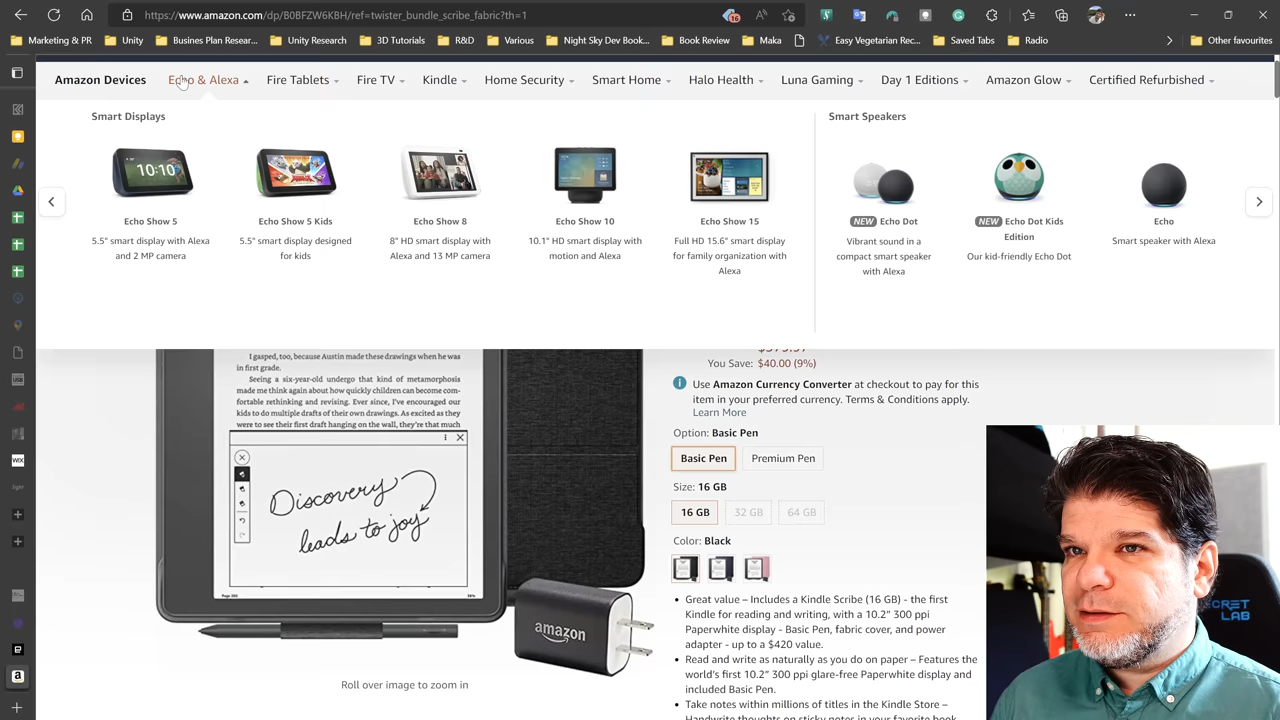 https://www.amazon.com/dp/B0BFZW6KBH/ref=twister_bundle_scribe_fabric?th=1
16
Marketing & PR
Unity
Busines Plan Resear...
Unity Research
3D Tutorials
R&D
Various
Night Sky Dev Book...
Book Review
Maka
Easy Vegetarian Rec...
Saved Tabs
Radio
Other favourites
Amazon Devices
Echo & Alexa
Fire Tablets
Fire TV
Kindle
Home Security
Smart Home
Halo Health
Luna Gaming
Day 1 Editions
Amazon Glow
Certified Refurbished
Smart Displays
Smart Speakers
10:10
Echo Show 5
Echo Show 5 Kids
Echo Show 8
Echo Show 10
Echo Show 15
NEW Echo Dot
NEW Echo Dot Kids
Edition
Echo
5.5" smart display with Alexa
and 2 MP camera
5.5" smart display designed
for kids
8" HD smart display with
Alexa and 13 MP camera
10.1" HD smart display with
motion and Alexa
Full HD 15.6" smart display
for family organization with
Alexa
Vibrant sound in a
compact smart speaker
with Alexa
Our kid-friendly Echo Dot
Smart speaker with Alexa
I gasped, too, because Austin made these drawings when he was
in first grade.
Seeing a six-year-old undergo that kind of metamorphosis
made me think again about how quickly children can become com-
fortable rethinking and revising. Ever since, I've encouraged our
kids to do multiple drafts of their own drawings. As excited as they
were to see their first draft hanging on the wall, they're that much
Discovery
leads to joy
Page 200
amazon
Roll over image to zoom in
You Save: $40.00 (9%)
Use Amazon Currency Converter at checkout to pay for this
item in your preferred currency. Terms & Conditions apply.
Learn More
Option: Basic Pen
Basic Pen
Premium Pen
Size: 16 GB
16 GB
32 GB
64 GB
Color: Black
• Great value – Includes a Kindle Scribe (16 GB) - the first
Kindle for reading and writing, with a 10.2” 300 ppi
Paperwhite display - Basic Pen, fabric cover, and power
adapter - up to a $420 value.
• Read and write as naturally as you do on paper – Features the
world's first 10.2” 300 ppi glare-free Paperwhite display and
included Basic Pen.
• Take notes within millions of titles in the Kindle Store –
Handwrite thoughts on sticky notes in your favorite book
WX
LAB